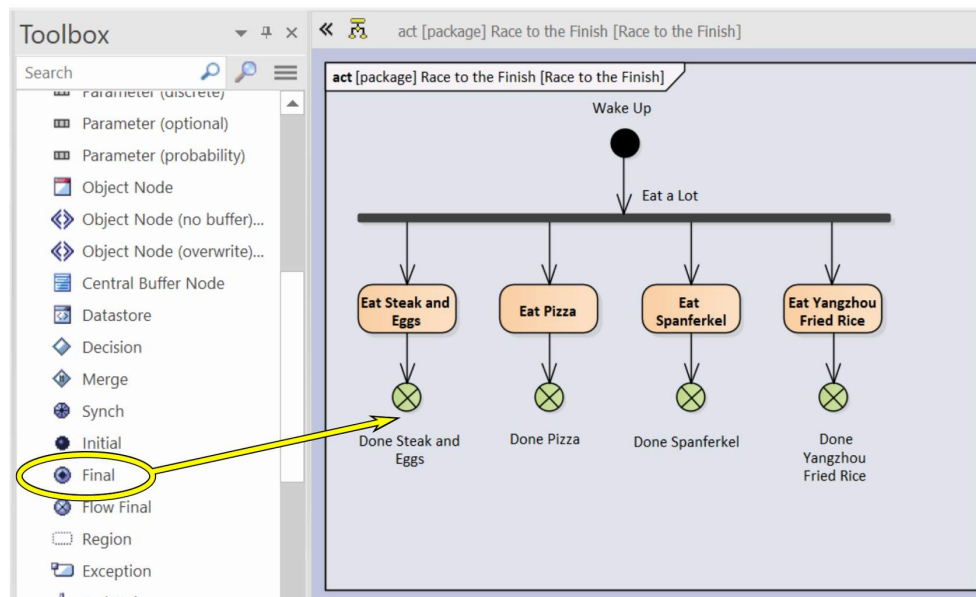 Toolbox
Search
Parameter (discrete)
Parameter (optional)
Parameter (probability)
Object Node
Object Node (no buffer)...
Object Node (overwrite)...
Central Buffer Node
Datastore
Decision
Merge
Synch
Initial
Final
Flow Final
Region
Exception
act [package] Race to the Finish [Race to the Finish]
act [package] Race to the Finish [Race to the Finish]
Wake Up
Eat a Lot
Eat Steak and
Eggs
Eat Pizza
Eat
Spanferkel
Eat Yangzhou
Fried Rice
Done Steak and
Eggs
Done Pizza
Done Spanferkel
Done
Yangzhou
Fried Rice